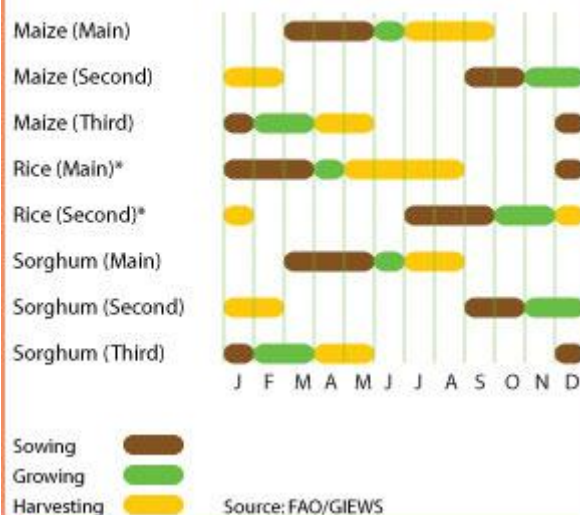 Maize (Main)
Maize (Second)
Maize (Third)
Rice (Main)*
Rice (Second)*
Sorghum (Main)
Sorghum (Second)
Sorghum (Third)
J F M A M J J A S O N D
Sowing
Growing
Harvesting
Source: FAO/GIEWS